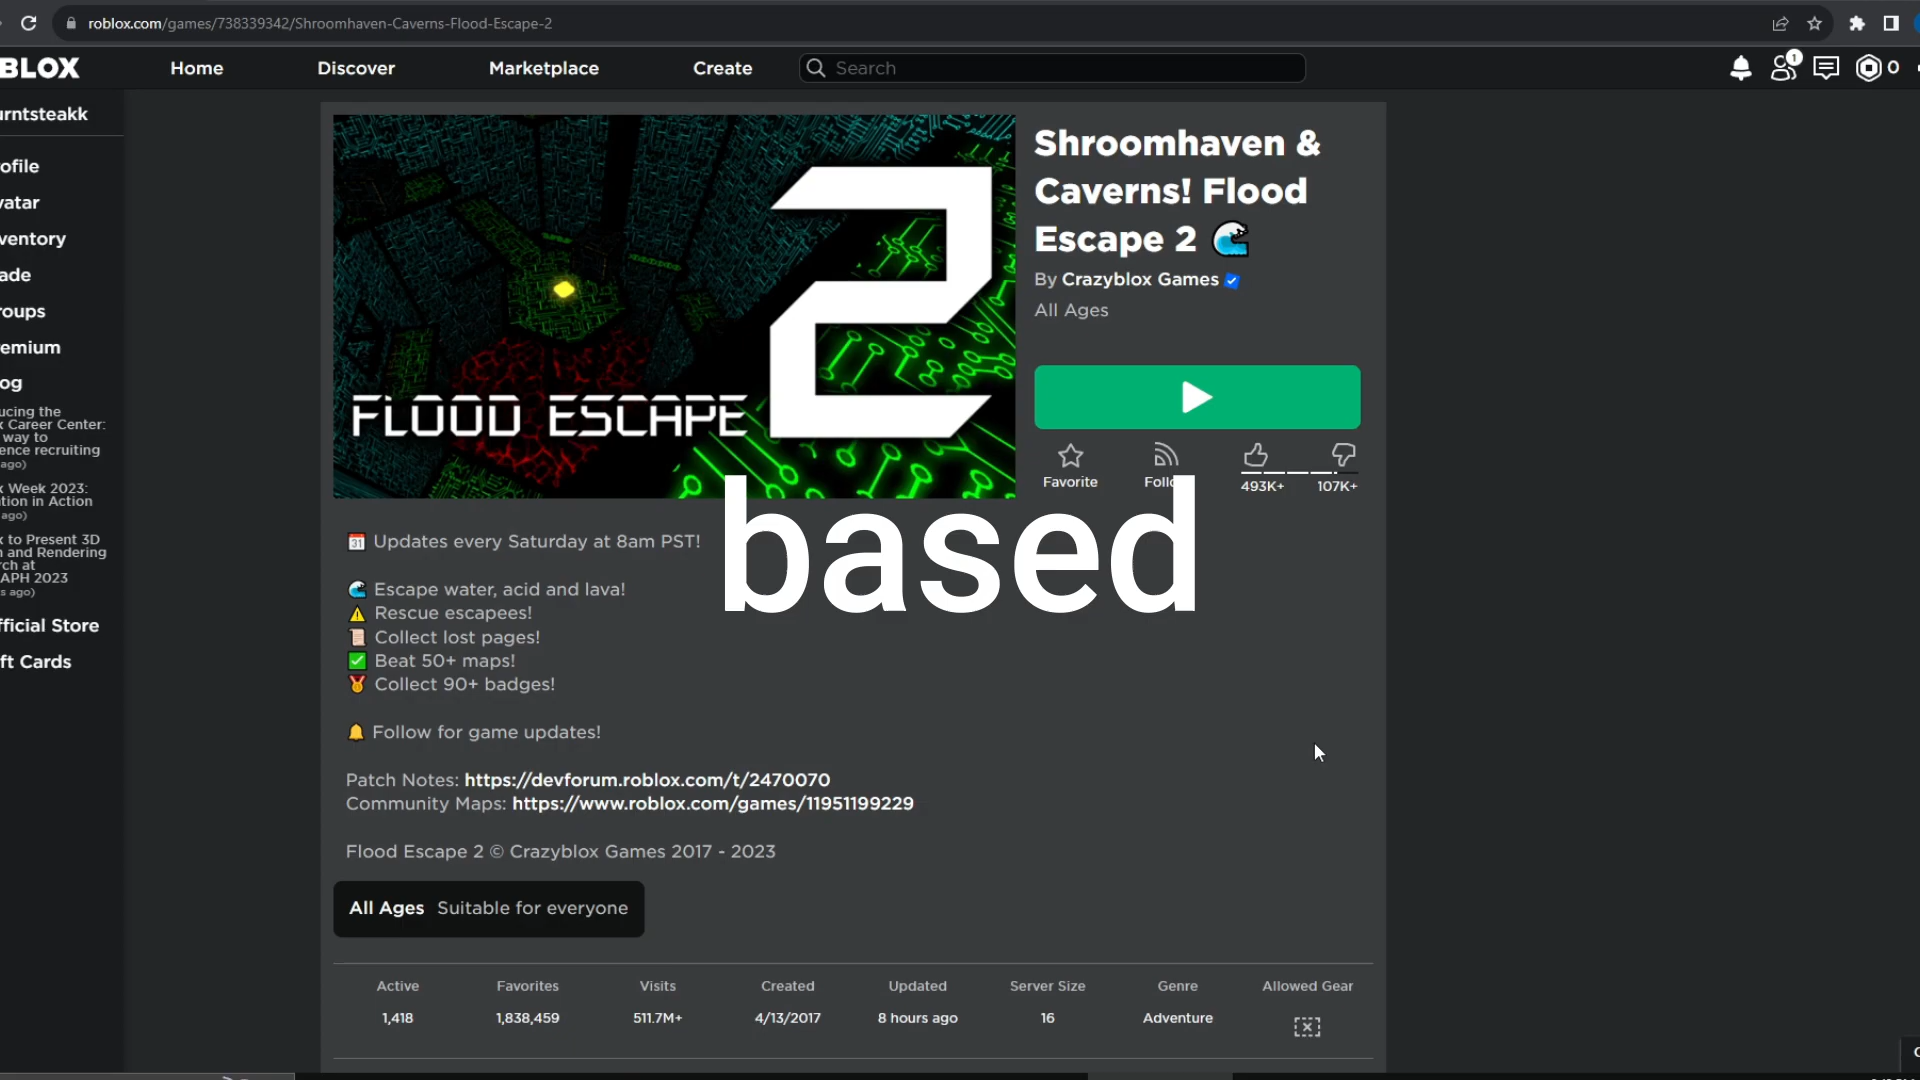 roblox.com/games/738339342/Shroomhaven-Caverns-Flood-Escape-2
BLOX
Home
Discover
Marketplace
Create
Search
1
0
urntsteakk
ofile
vatar
ventory
ade
roups
emium
og
ucing the
x Career Center:
way to
ence recruiting
ago)
x Week 2023:
tion in Action
ago)
x to Present 3D
n and Rendering
rch at
APH 2023
s ago)
fficial Store
ft Cards
2
FLOOD ESCAPE
Shroomhaven &
Caverns! Flood
Escape 2
By Crazyblox Games
All Ages
Favorite
Follo
493K+
107K+
based
31 Updates every Saturday at 8am PST!
Escape water, acid and lava!
Rescue escapees!
Collect lost pages!
Beat 50+ maps!
Collect 90+ badges!
Follow for game updates!
Patch Notes: https://devforum.roblox.com/t/2470070
Community Maps: https://www.roblox.com/games/11951199229
Flood Escape 2 © Crazyblox Games 2017 - 2023
All Ages Suitable for everyone
Active Favorites Visits Created Updated Server Size Genre Allowed Gear
1,418 1,838,459 511.7M+ 4/13/2017 8 hours ago 16 Adventure